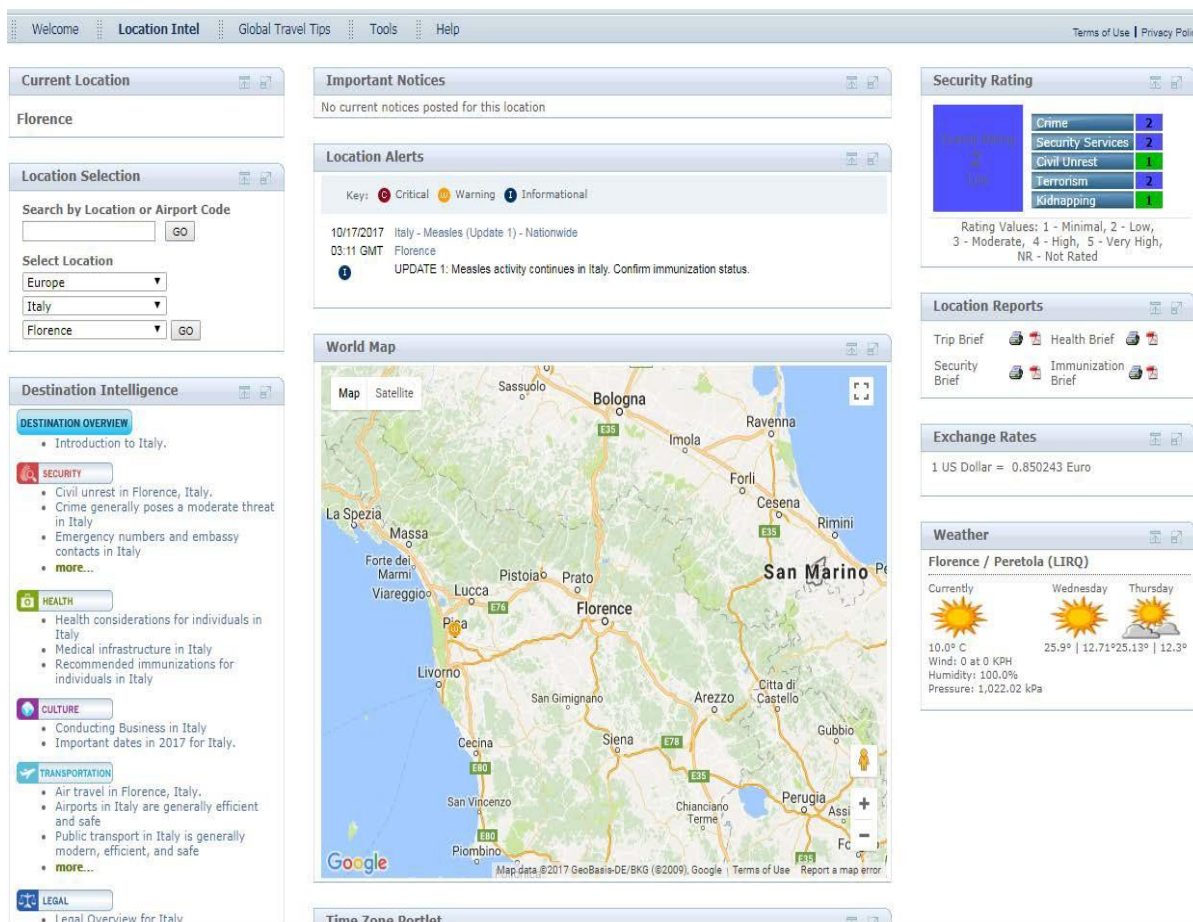 Welcome
Location Intel
Global Travel Tips
Tools
Help
Terms of Use | Privacy Poli
Current Location
Florence
Location Selection
Search by Location or Airport Code
GO
Select Location
Europe
Italy
Florence
GO
Destination Intelligence
DESTINATION OVERVIEW
Introduction to Italy.
SECURITY
Civil unrest in Florence, Italy.
Crime generally poses a moderate threat
in Italy
Emergency numbers and embassy
contacts in Italy
more...
HEALTH
Health considerations for individuals in
Italy
Medical infrastructure in Italy
Recommended immunizations for
individuals in Italy
CULTURE
Conducting Business in Italy
Important dates in 2017 for Italy.
TRANSPORTATION
Air travel in Florence, Italy.
Airports in Italy are generally efficient
and safe
Public transport in Italy is generally
modern, efficient, and safe
more...
LEGAL
Legal Overview for Italy
Important Notices
No current notices posted for this location
Location Alerts
Key: C Critical W Warning I Informational
10/17/2017 Italy - Measles (Update 1) - Nationwide
03:11 GMT Florence
I UPDATE 1: Measles activity continues in Italy. Confirm immunization status.
World Map
Map Satellite
Sassuolo
Bologna
E35
Ravenna
Imola
Forli
Cesena
La Spezia
Rimini
E35
Massa
Forte dei
Marmi
San Marino
Pe
Pistoia
Prato
Viareggio
Lucca
E76
Florence
Pisa
W
Livorno
San Gimignano
Arezzo
Citta di
Castello
Gubbio
Cecina
Siena
E78
E80
E35
San Vincenzo
Chianciano
Terme
Perugia
Assi
+
−
E80
Piombino
E35
Fo
Google
Map data ©2017 GeoBasis-DE/BKG (©2009), Google
Terms of Use
Report a map error
Time Zone Portlet
Security Rating
Crime 2
Security Services 2
Civil Unrest 1
Terrorism 2
Kidnapping 1
Rating Values: 1 - Minimal, 2 - Low,
3 - Moderate, 4 - High, 5 - Very High,
NR - Not Rated
Location Reports
Trip Brief
Health Brief
Security
Brief
Immunization
Brief
Exchange Rates
1 US Dollar = 0.850243 Euro
Weather
Florence / Peretola (LIRQ)
Currently
Wednesday
Thursday
10.0° C
25.9° | 12.71°
25.13° | 12.3°
Wind: 0 at 0 KPH
Humidity: 100.0%
Pressure: 1,022.02 kPa